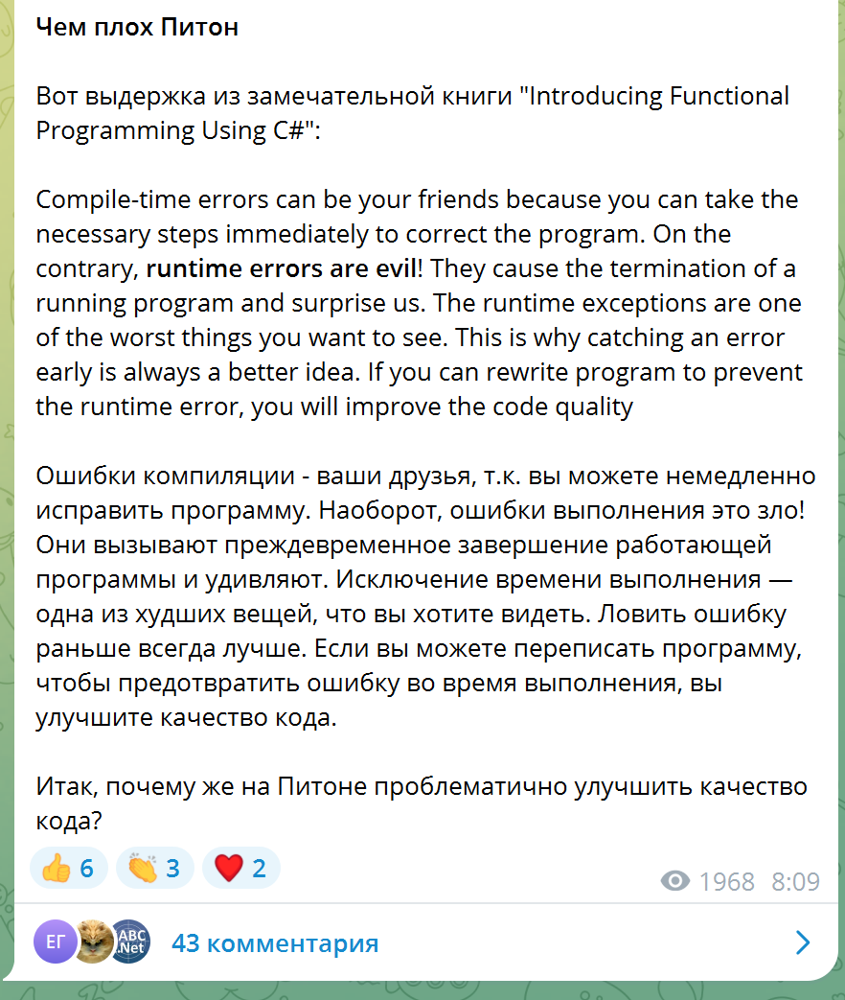 Чем плох Питон
Вот выдержка из замечательной книги "Introducing Functional
Programming Using C#":
Compile-time errors can be your friends because you can take the
necessary steps immediately to correct the program. On the
contrary, runtime errors are evil! They cause the termination of a
running program and surprise us. The runtime exceptions are one
of the worst things you want to see. This is why catching an error
early is always a better idea. If you can rewrite program to prevent
the runtime error, you will improve the code quality
Ошибки компиляции - ваши друзья, т.к. вы можете немедленно
исправить программу. Наоборот, ошибки выполнения это зло!
Они вызывают преждевременное завершение работающей
программы и удивляют. Исключение времени выполнения —
одна из худших вещей, что вы хотите видеть. Ловить ошибку
раньше всегда лучше. Если вы можете переписать программу,
чтобы предотвратить ошибку во время выполнения, вы
улучшите качество кода.
Итак, почему же на Питоне проблематично улучшить качество
кода?
6 3 2
1968 8:09
ЕГ ABC .Net 43 комментария